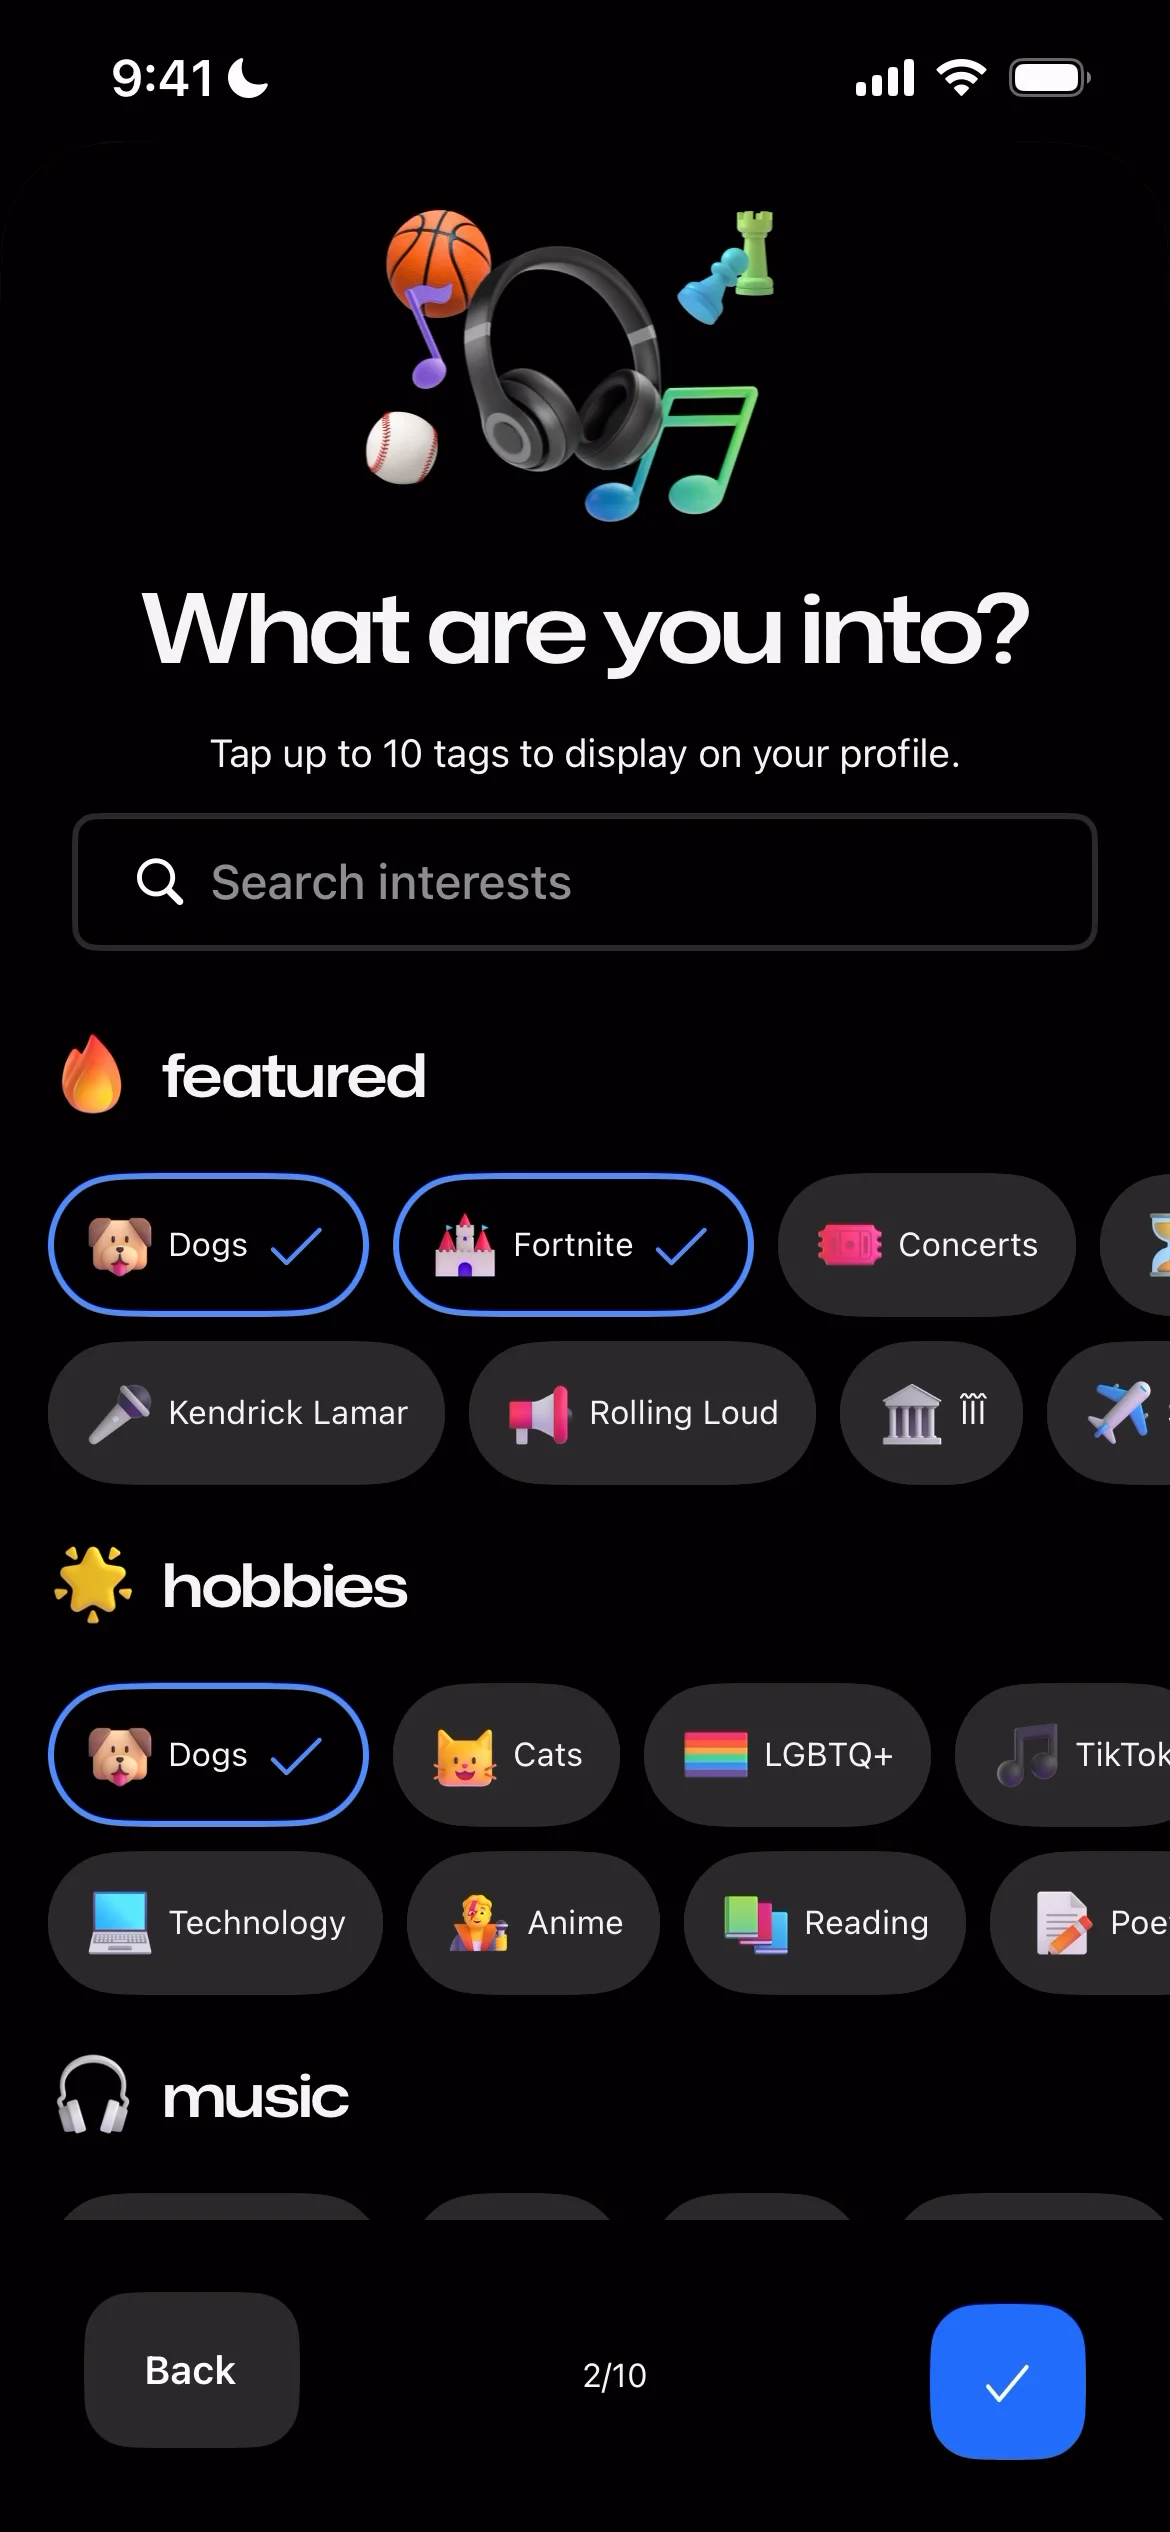 9:41
What are you into?
Tap up to 10 tags to display on your profile.
Search interests
featured
Dogs Fortnite Concerts
Kendrick Lamar Rolling Loud
hobbies
Dogs Cats LGBTQ+ TikTok
Technology Anime Reading
music
Back 2/10